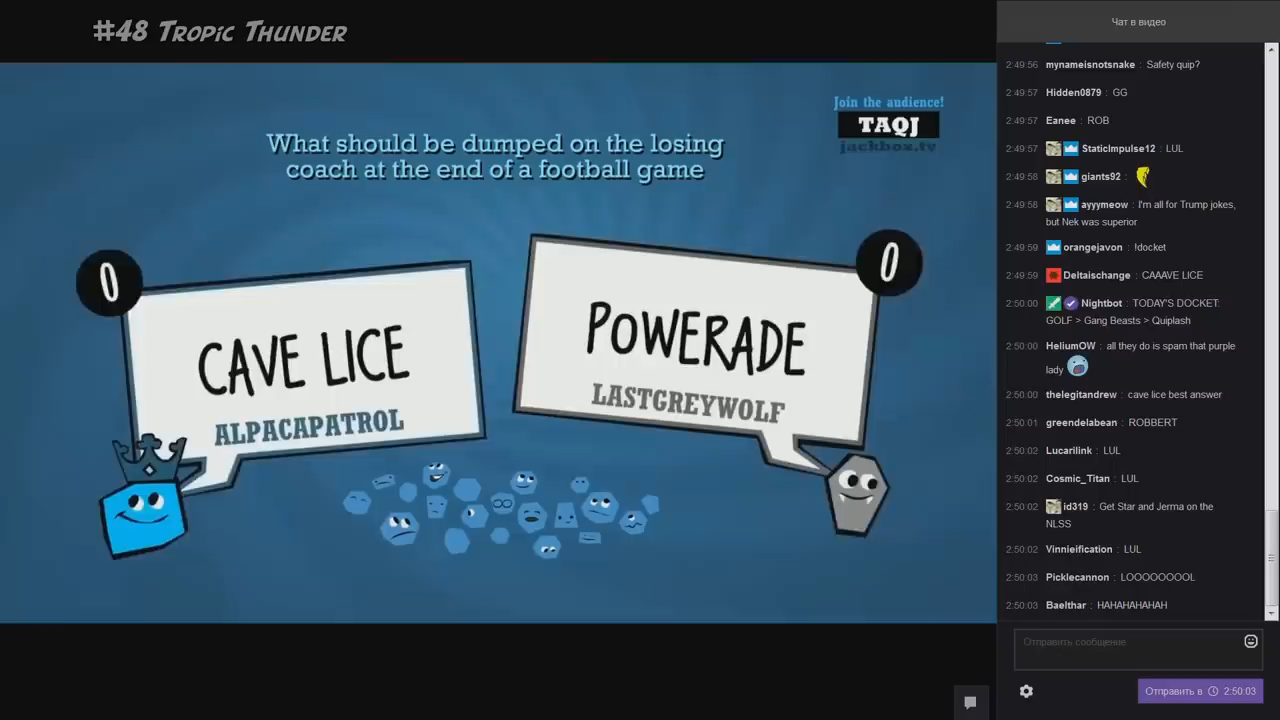 #48 Tropic Thunder
Join the audience!
TAQJ
jackbox.tv
What should be dumped on the losing
coach at the end of a football game
0
CAVE LICE
ALPACAPATROL
0
POWERADE
LASTGREYWOLF
Чат в видео
2:49:56 mynameisnotsnake : Safety quip?
2:49:57 Hidden0879 : GG
2:49:57 Eanee : ROB
2:49:57 StaticImpulse12 : LUL
2:49:58 giants92 :
2:49:58 ayyymeow : I'm all for Trump jokes,
but Nek was superior
2:49:59 orangejavon : !docket
2:49:59 Deltaischange : CAAAVE LICE
2:50:00 Nightbot : TODAY'S DOCKET:
GOLF > Gang Beasts > Quiplash
2:50:00 HeliumOW : all they do is spam that purple
lady
2:50:00 thelegitandrew : cave lice best answer
2:50:01 greendelabean : ROBBERT
2:50:02 Lucarilink : LUL
2:50:02 Cosmic_Titan : LUL
2:50:02 id319 : Get Star and Jerma on the
NLSS
2:50:02 Vinnieification : LUL
2:50:03 Picklecannon : LOOOOOOOOL
2:50:03 Baelthar : HAHAHAHAHAH
Отправить сообщение
Отправить в 2:50:03